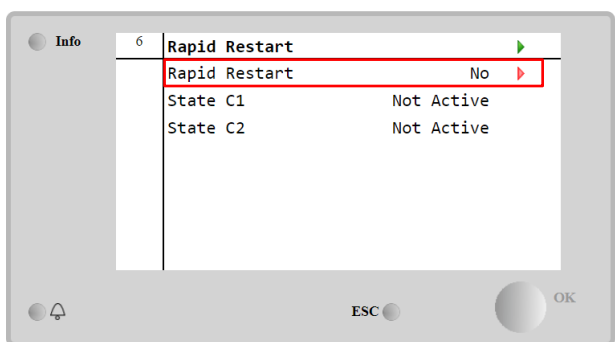 Info
6 Rapid Restart
Rapid Restart No
State C1 Not Active
State C2 Not Active
ESC
OK